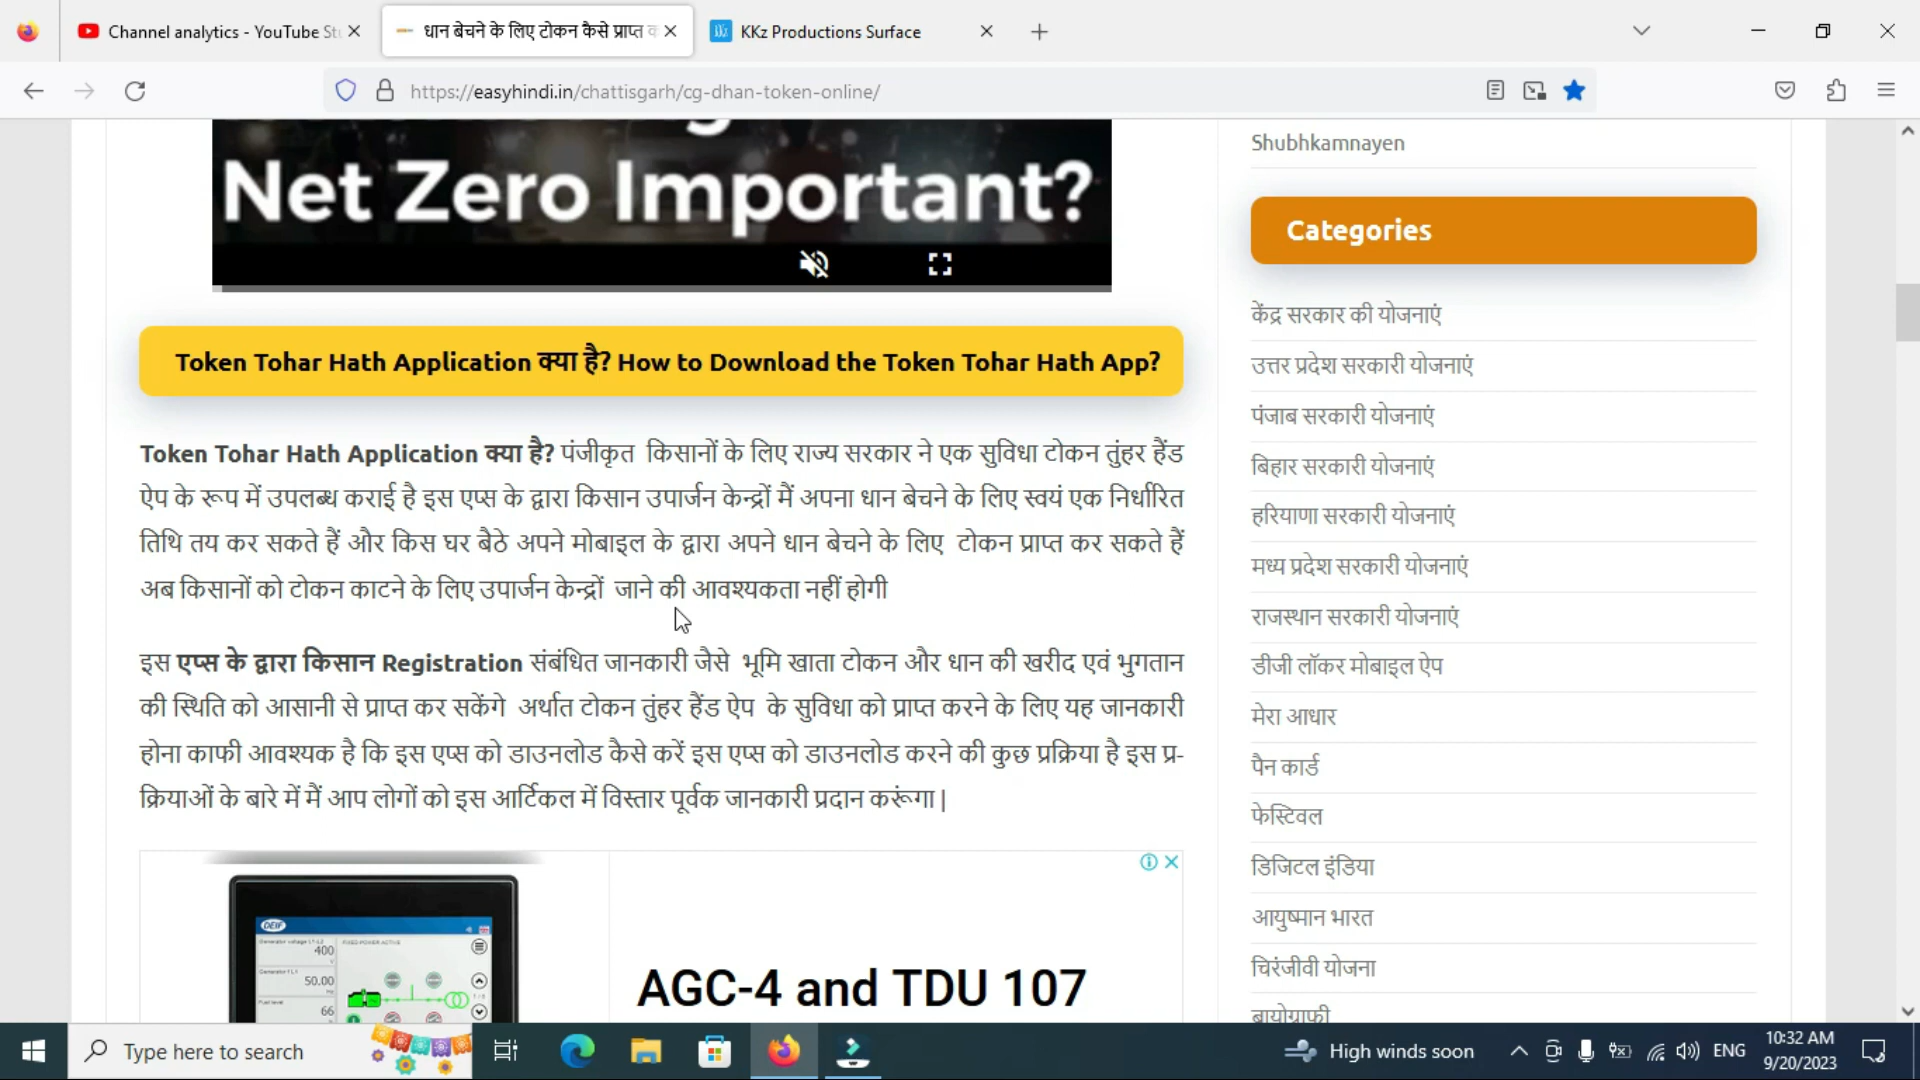 Channel analytics - YouTube St
धान बेचने के लिए टोकन कैसे प्राप्त क
KKz Productions Surface
https://easyhindi.in/chattisgarh/cg-dhan-token-online/
Net Zero Important?
Token Tohar Hath Application क्या है? How to Download the Token Tohar Hath App?
Token Tohar Hath Application क्या है? पंजीकृत किसानों के लिए राज्य सरकार ने एक सुविधा टोकन तुंहर हैंड
ऐप के रूप में उपलब्ध कराई है इस एप्स के द्वारा किसान उपार्जन केन्द्रों मैं अपना धान बेचने के लिए स्वयं एक निर्धारित
तिथि तय कर सकते हैं और किस घर बैठे अपने मोबाइल के द्वारा अपने धान बेचने के लिए टोकन प्राप्त कर सकते हैं
अब किसानों को टोकन काटने के लिए उपार्जन केन्द्रों जाने की आवश्यकता नहीं होगी
इस एप्स के द्वारा किसान Registration संबंधित जानकारी जैसे भूमि खाता टोकन और धान की खरीद एवं भुगतान
की स्थिति को आसानी से प्राप्त कर सकेंगे अर्थात टोकन तुंहर हैंड ऐप के सुविधा को प्राप्त करने के लिए यह जानकारी
होना काफी आवश्यक है कि इस एप्स को डाउनलोड कैसे करें इस एप्स को डाउनलोड करने की कुछ प्रक्रिया है इस प्र-
क्रियाओं के बारे में मैं आप लोगों को इस आर्टिकल में विस्तार पूर्वक जानकारी प्रदान करूंगा |
DEIF
400
50.00
66
AGC-4 and TDU 107
Shubhkamnayen
Categories
केंद्र सरकार की योजनाएं
उत्तर प्रदेश सरकारी योजनाएं
पंजाब सरकारी योजनाएं
बिहार सरकारी योजनाएं
हरियाणा सरकारी योजनाएं
मध्य प्रदेश सरकारी योजनाएं
राजस्थान सरकारी योजनाएं
डीजी लॉकर मोबाइल ऐप
मेरा आधार
पैन कार्ड
फेस्टिवल
डिजिटल इंडिया
आयुष्मान भारत
चिरंजीवी योजना
बायोग्राफी
Type here to search
High winds soon
ENG
10:32 AM
9/20/2023